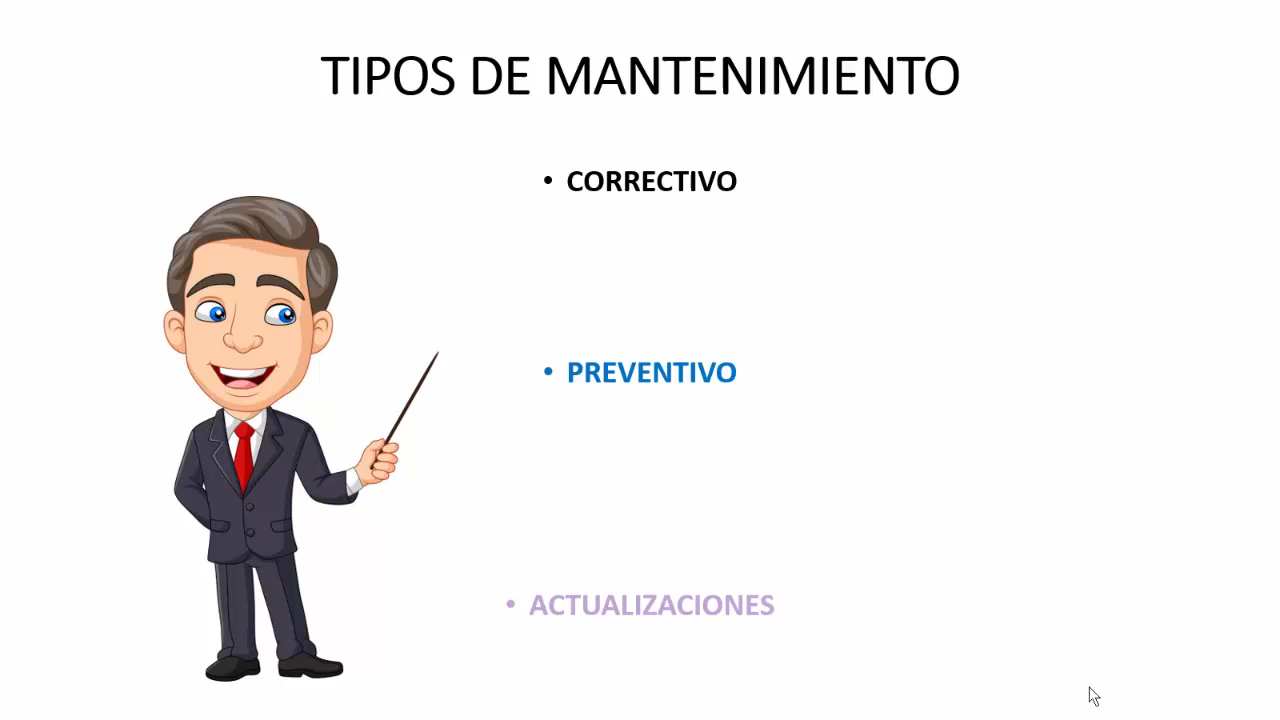 TIPOS DE MANTENIMIENTO
• CORRECTIVO
• PREVENTIVO
• ACTUALIZACIONES